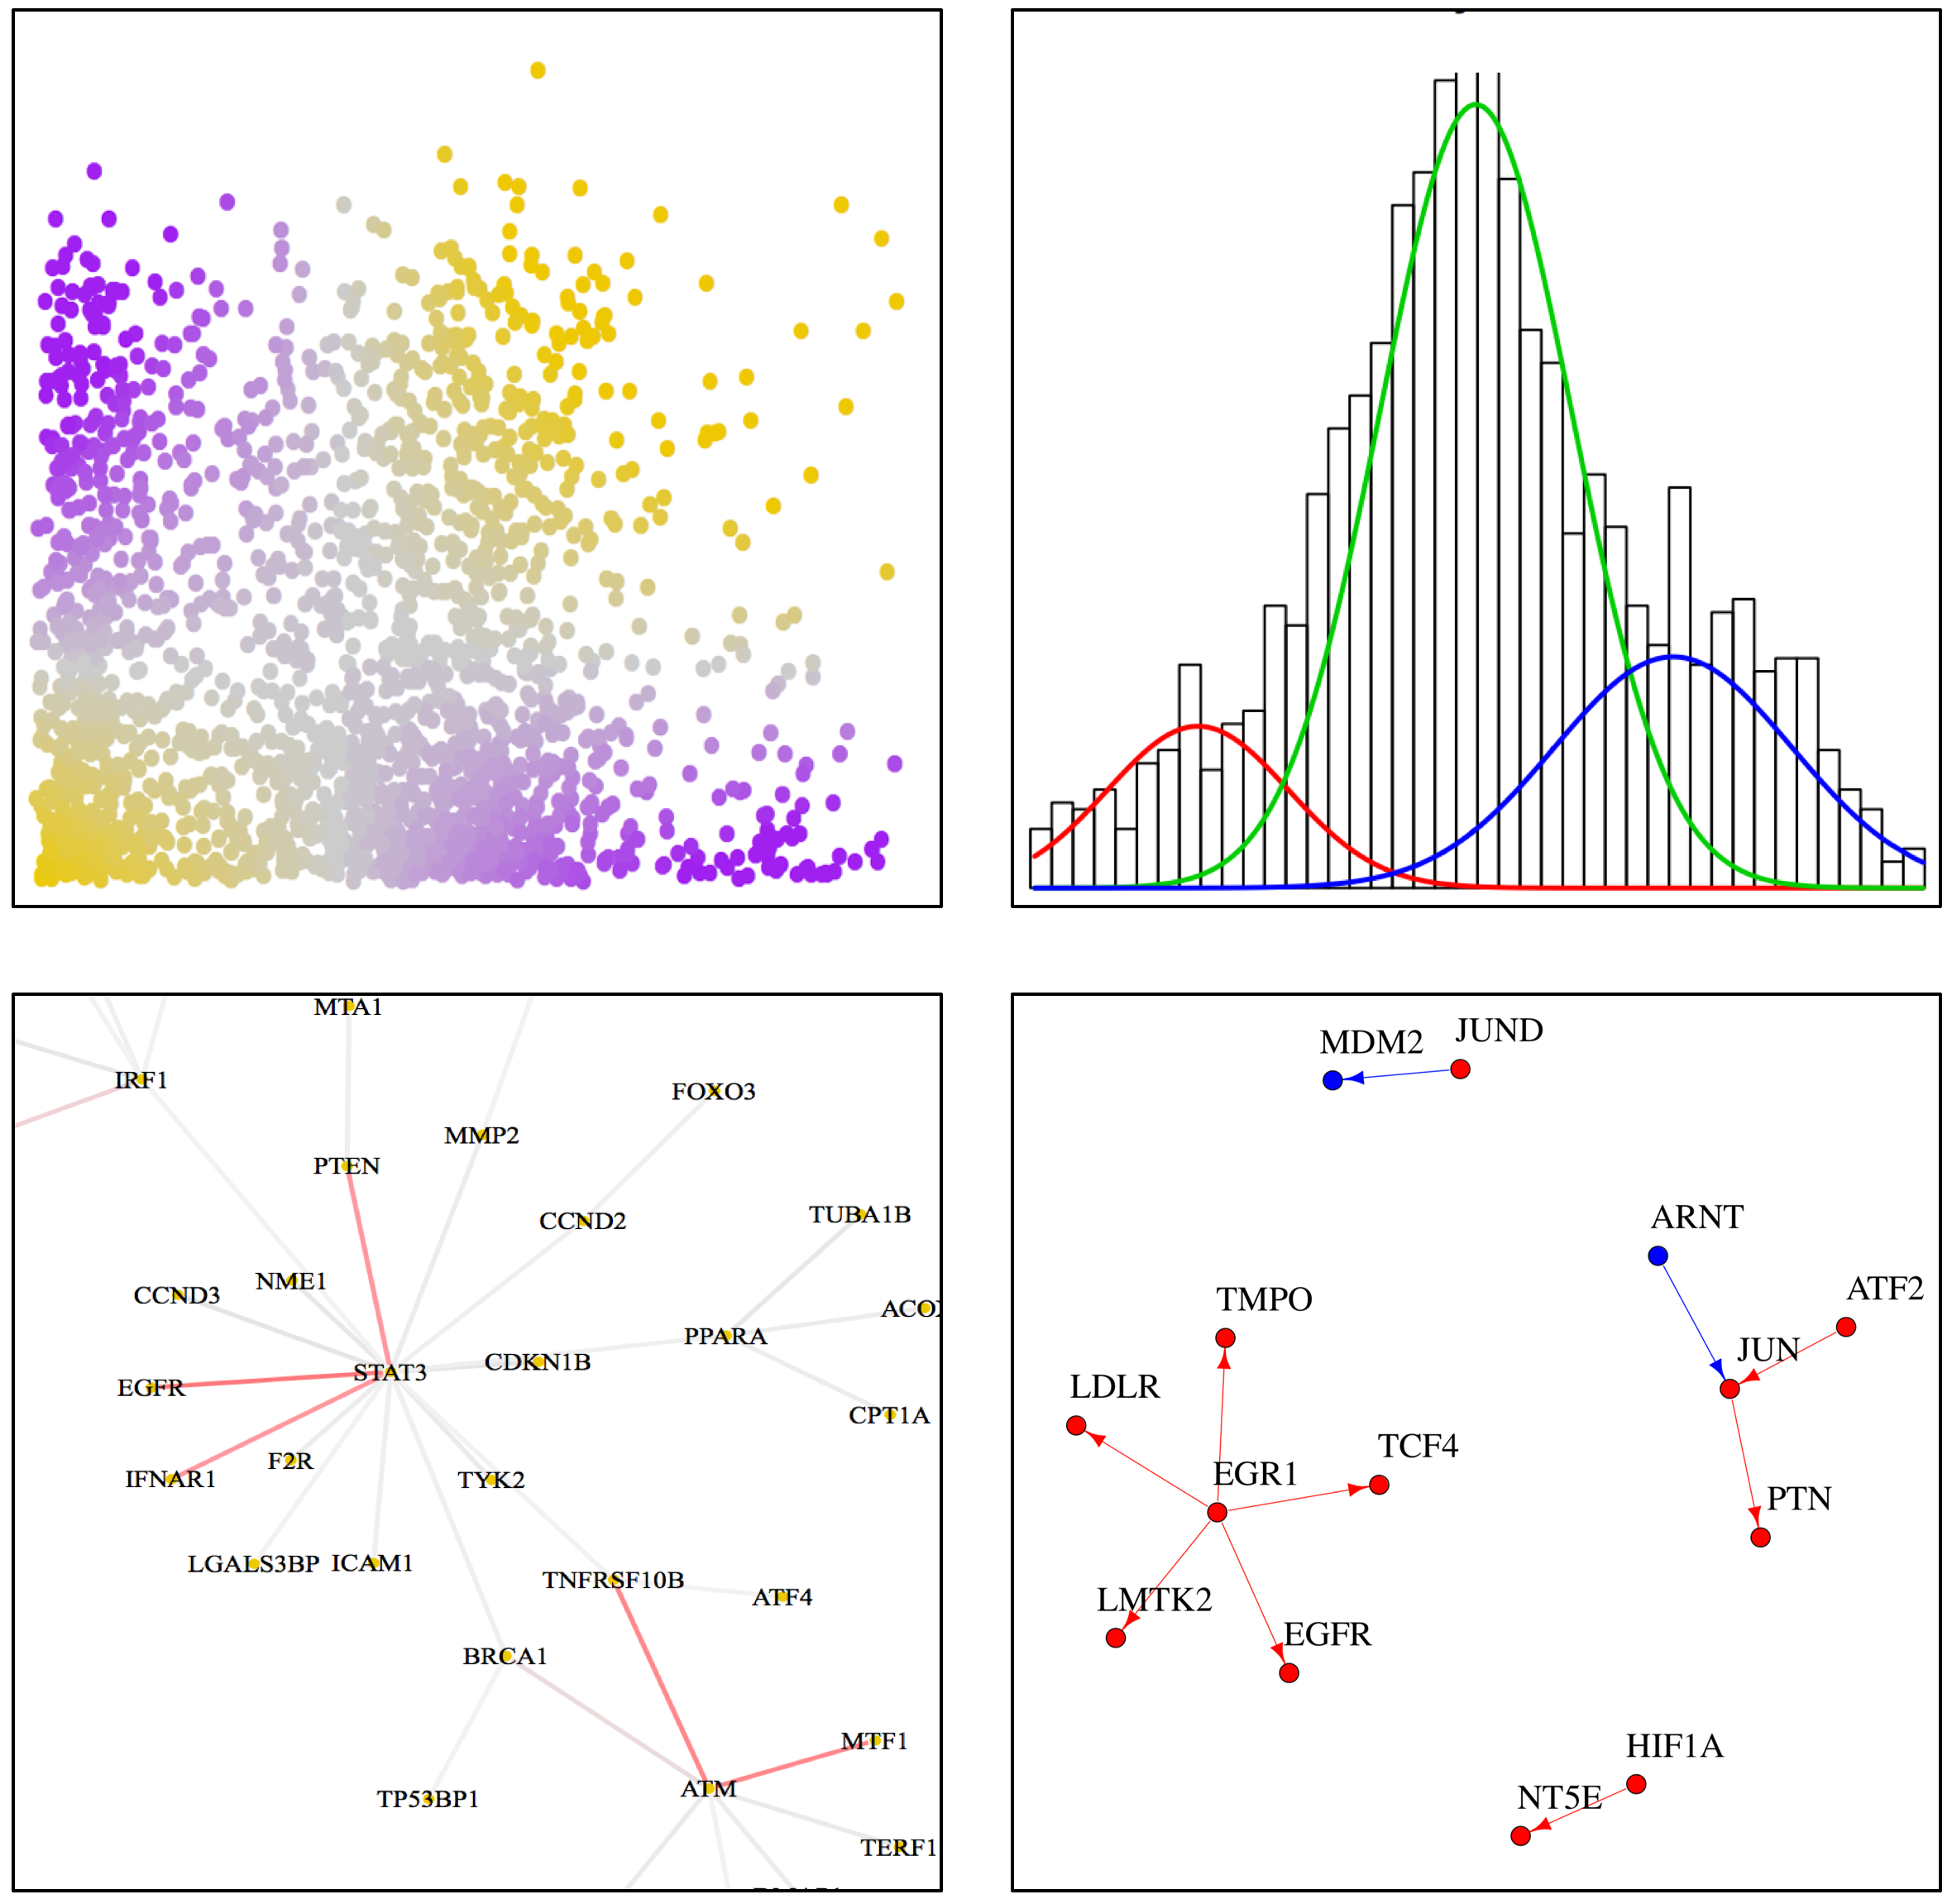 MTA1
IRF1
FOXO3
MMP2
PTEN
CCND2
TUBA1B
NME1
CCND3
PPARA
CDKN1B
STAT3
EGFR
CPT1A
F2R
IFNAR1
TYK2
LGALS3BP
ICAM1
TNFRSF10B
ATF4
BRCA1
MTF1
ATM
TP53BP1
TERF1
JUND
MDM2
ARNT
ATF2
TMPO
JUN
LDLR
TCF4
EGR1
PTN
LMTK2
EGFR
HIF1A
NT5E